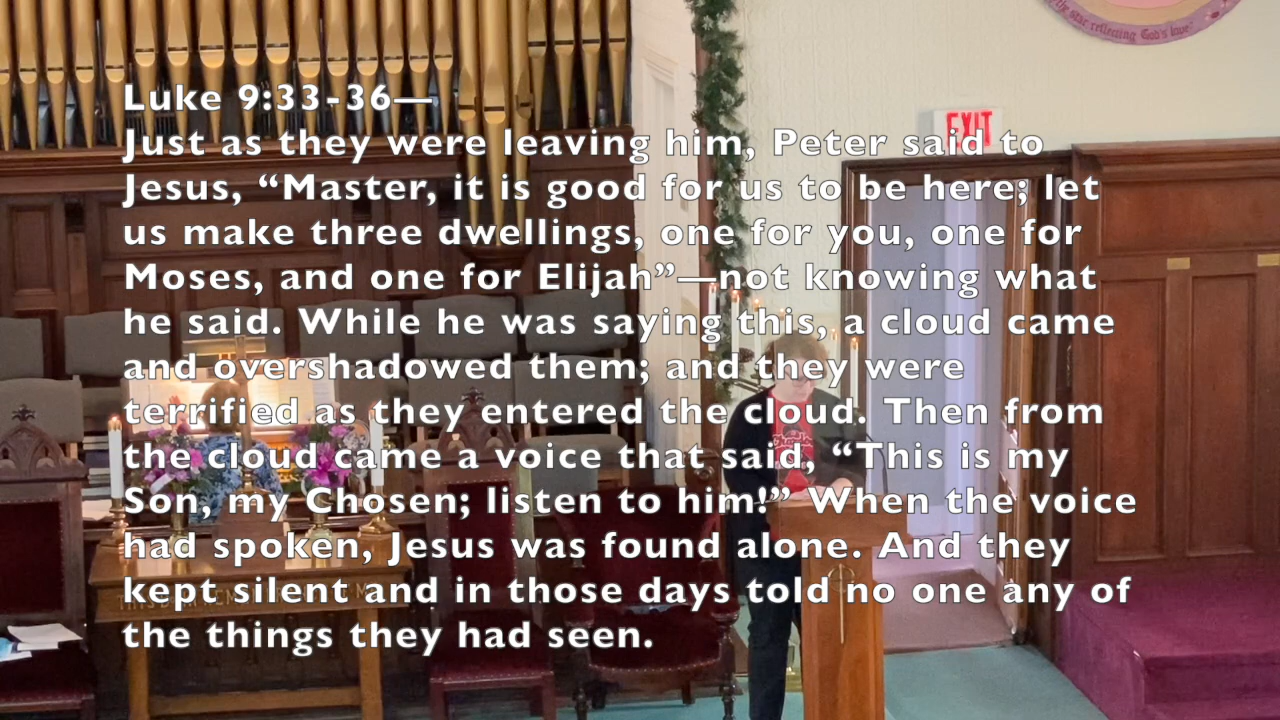 the star reflecting God's love
EXIT
Luke 9:33-36—
Just as they were leaving him, Peter said to
Jesus, “Master, it is good for us to be here; let
us make three dwellings, one for you, one for
Moses, and one for Elijah”—not knowing what
he said. While he was saying this, a cloud came
and overshadowed them; and they were
terrified as they entered the cloud. Then from
the cloud came a voice that said, “This is my
Son, my Chosen; listen to him!” When the voice
had spoken, Jesus was found alone. And they
kept silent and in those days told no one any of
the things they had seen.